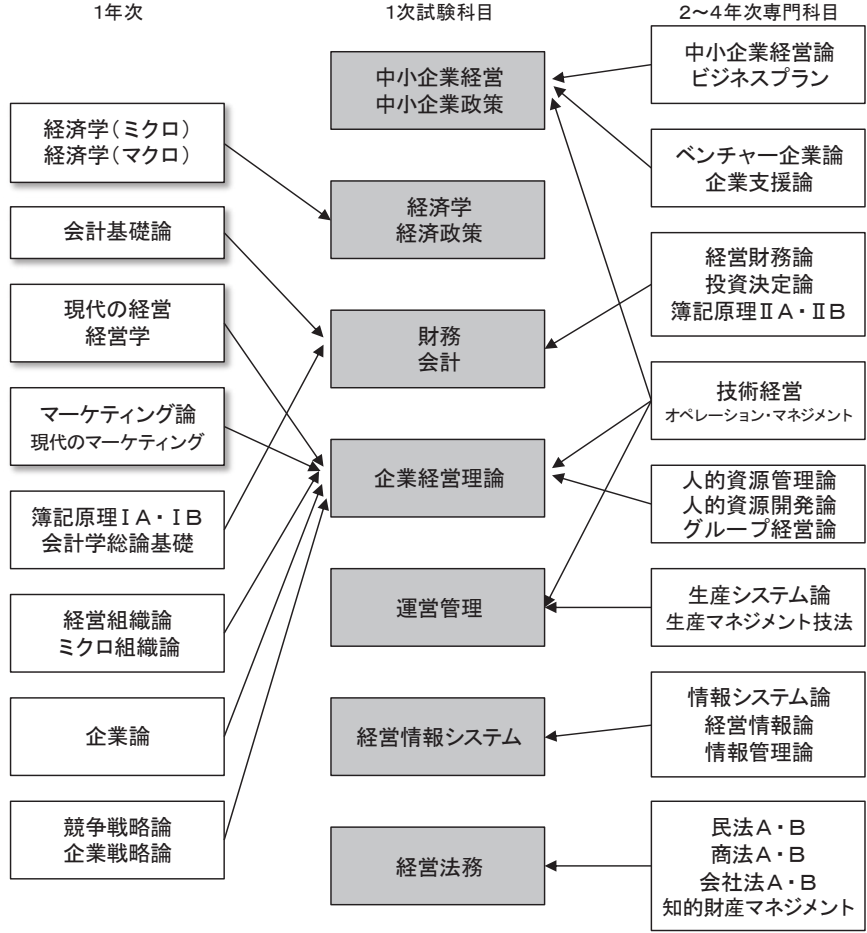 1年次
経済学(ミクロ)
経済学(マクロ)
会計基礎論
現代の経営
経営学
マーケティング論
現代のマーケティング
簿記原理ⅠA・ⅠB
会計学総論基礎
経営組織論
ミクロ組織論
企業論
競争戦略論
企業戦略論
1次試験科目
中小企業経営
中小企業政策
経済学
経済政策
財務
会計
企業経営理論
運営管理
経営情報システム
経営法務
2～4年次専門科目
中小企業経営論
ビジネスプラン
ベンチャー企業論
企業支援論
経営財務論
投資決定論
簿記原理ⅡA・ⅡB
技術経営
オペレーション・マネジメント
人的資源管理論
人的資源開発論
グループ経営論
生産システム論
生産マネジメント技法
情報システム論
経営情報論
情報管理論
民法A・B
商法A・B
会社法A・B
知的財産マネジメント